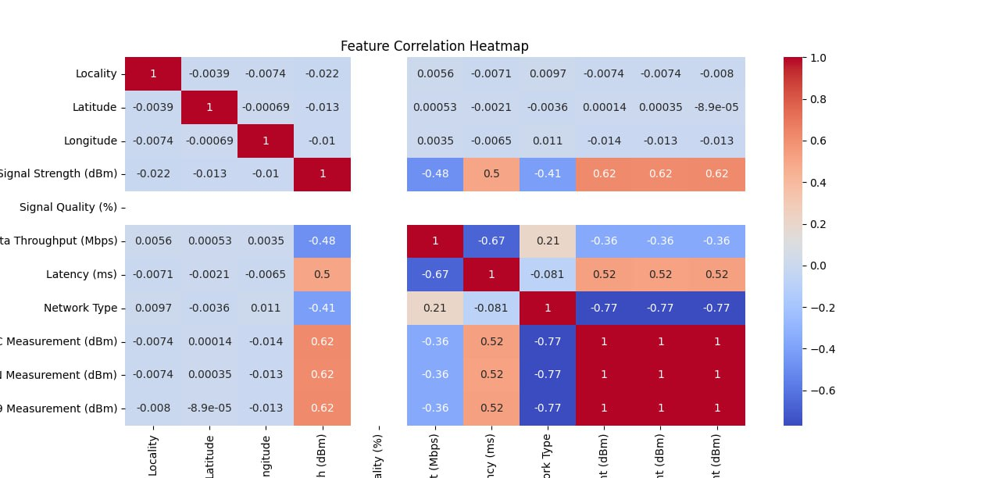 Feature Correlation Heatmap
Locality 1 -0.0039 -0.0074 -0.022 0.0056 -0.0071 0.0097 -0.0074 -0.0074 -0.008
Latitude -0.0039 1 -0.00069 -0.013 0.00053 -0.0021 -0.0036 0.00014 0.00035 -8.9e-05
Longitude -0.0074 -0.00069 1 -0.01 0.0035 -0.0065 0.011 -0.014 -0.013 -0.013
Signal Strength (dBm) -0.022 -0.013 -0.01 1 -0.48 0.5 -0.41 0.62 0.62 0.62
Signal Quality (%)
ta Throughput (Mbps) 0.0056 0.00053 0.0035 -0.48 1 -0.67 0.21 -0.36 -0.36 -0.36
Latency (ms) -0.0071 -0.0021 -0.0065 0.5 -0.67 1 -0.081 0.52 0.52 0.52
Network Type 0.0097 -0.0036 0.011 -0.41 0.21 -0.081 1 -0.77 -0.77 -0.77
C Measurement (dBm) -0.0074 0.00014 -0.014 0.62 -0.36 0.52 -0.77 1 1 1
Measurement (dBm) -0.0074 0.00035 -0.013 0.62 -0.36 0.52 -0.77 1 1 1
9 Measurement (dBm) -0.008 -8.9e-05 -0.013 0.62 -0.36 0.52 -0.77 1 1 1
Locality
Latitude
ngitude
h (dBm)
ality (%)
t (Mbps)
ncy (ms)
ork Type
nt (dBm)
nt (dBm)
nt (dBm)
1.0
0.8
0.6
0.4
0.2
0.0
−0.2
−0.4
−0.6